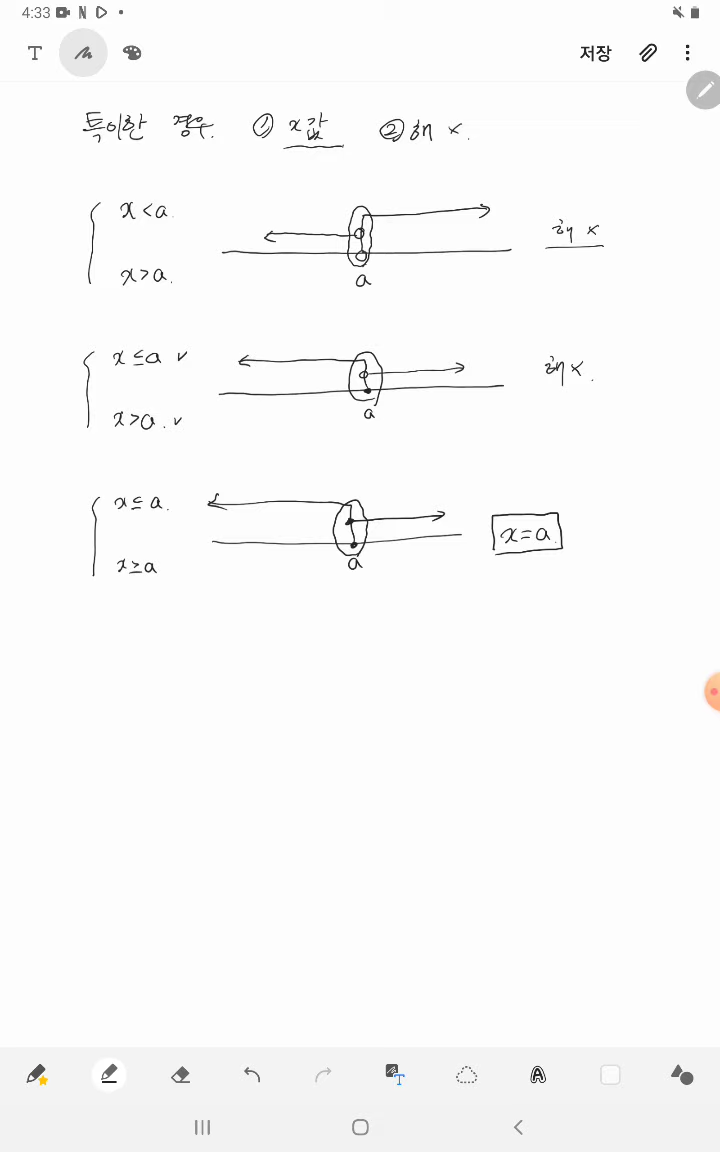 4:33
T 저장
특이한 경우. ① x값 ② 해 ×.
x < a.
x > a.
a
해 ×
x ≤ a ∨
x > a. ∨
a
해 ×.
x ≤ a.
x ≥ a
a
x = a.